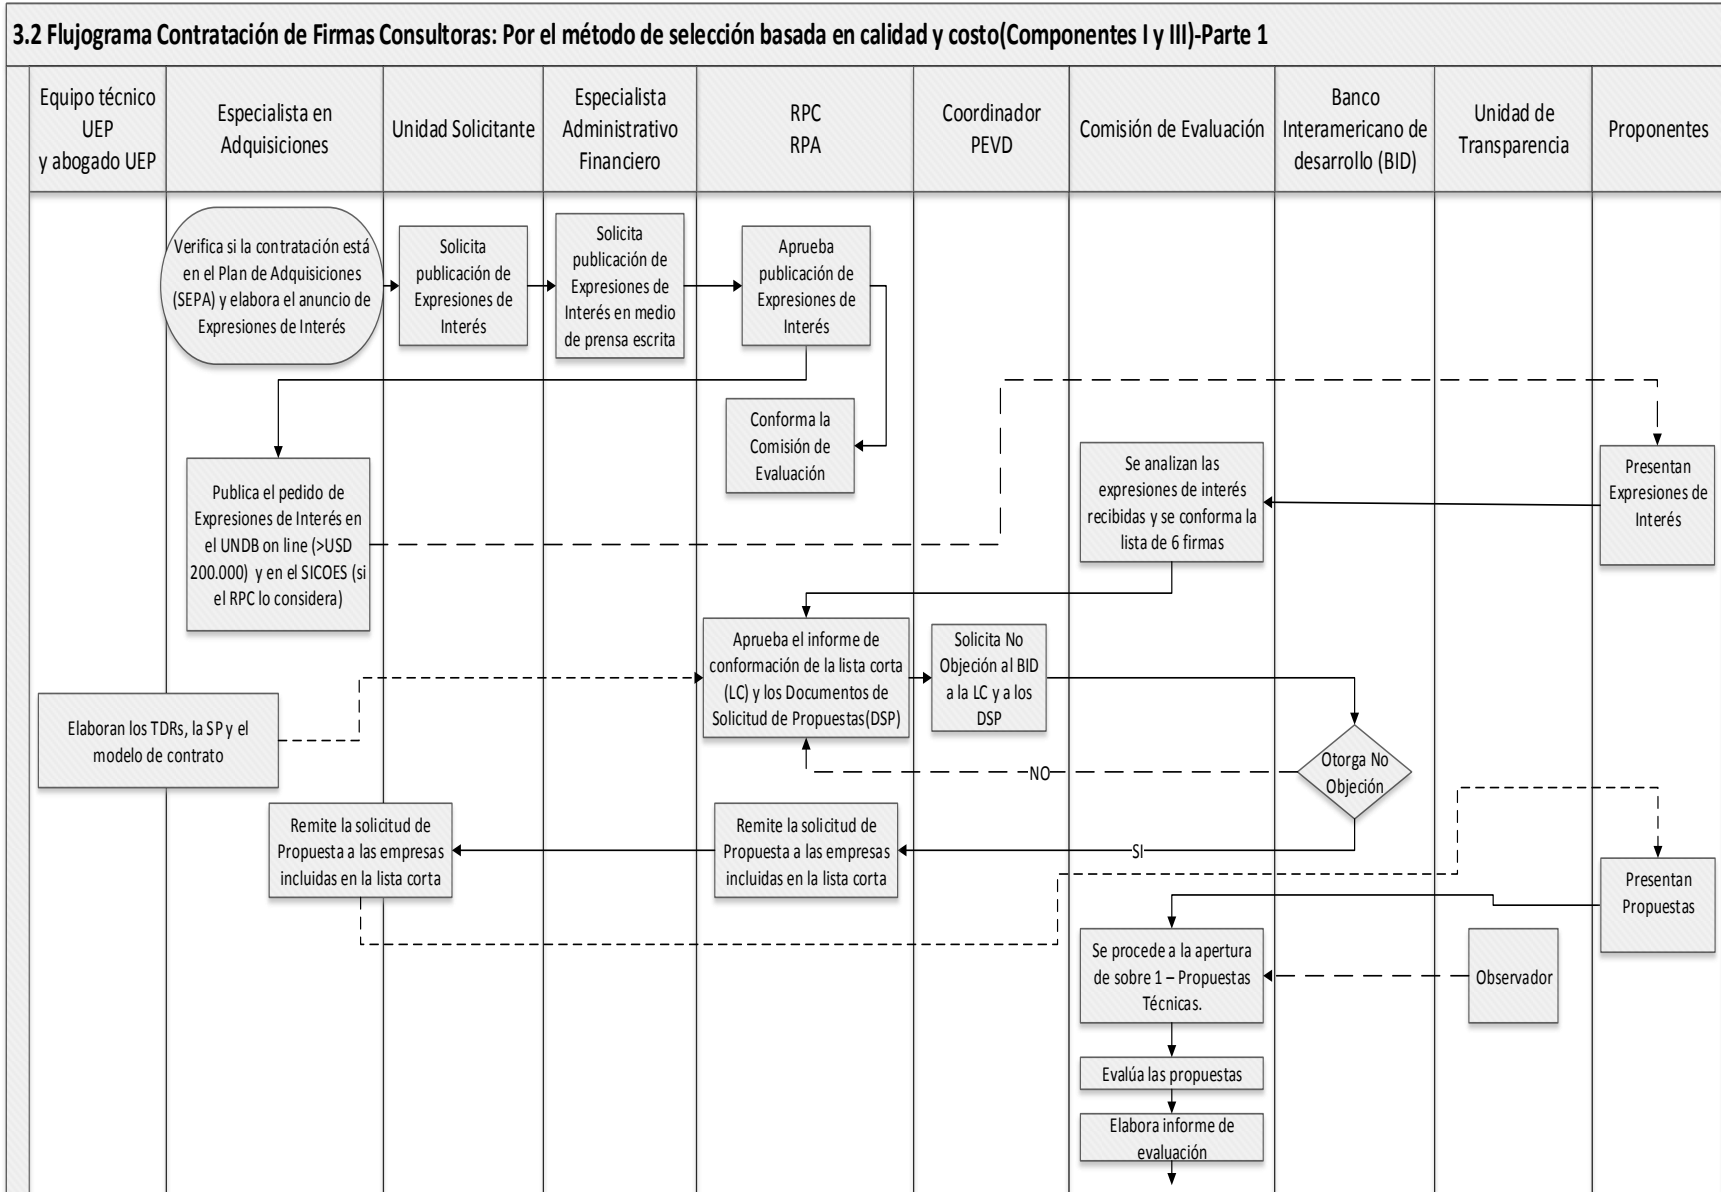 3.2 Flujograma Contratación de Firmas Consultoras: Por el método de selección basada en calidad y costo(Componentes I y III)-Parte 1
Equipo técnico
UEP
y abogado UEP
Especialista en
Adquisiciones
Unidad Solicitante
Especialista
Administrativo
Financiero
RPC
RPA
Coordinador
PEVD
Comisión de Evaluación
Banco
Interamericano de
desarrollo (BID)
Unidad de
Transparencia
Proponentes
Verifica si la contratación está
en el Plan de Adquisiciones
(SEPA) y elabora el anuncio de
Expresiones de Interés
Solicita
publicación de
Expresiones de
Interés
Solicita
publicación de
Expresiones de
Interés en medio
de prensa escrita
Aprueba
publicación de
Expresiones de
Interés
Conforma la
Comisión de
Evaluación
Publica el pedido de
Expresiones de Interés en
el UNDB on line (>USD
200.000) y en el SICOES (si
el RPC lo considera)
Se analizan las
expresiones de interés
recibidas y se conforma la
lista de 6 firmas
Presentan
Expresiones de
Interés
Aprueba el informe de
conformación de la lista corta
(LC) y los Documentos de
Solicitud de Propuestas(DSP)
Solicita No
Objeción al BID
a la LC y a los
DSP
Elaboran los TDRs, la SP y el
modelo de contrato
Otorga No
Objeción
NO
SI
Remite la solicitud de
Propuesta a las empresas
incluidas en la lista corta
Remite la solicitud de
Propuesta a las empresas
incluidas en la lista corta
Presentan
Propuestas
Se procede a la apertura
de sobre 1 – Propuestas
Técnicas.
Observador
Evalúa las propuestas
Elabora informe de
evaluación